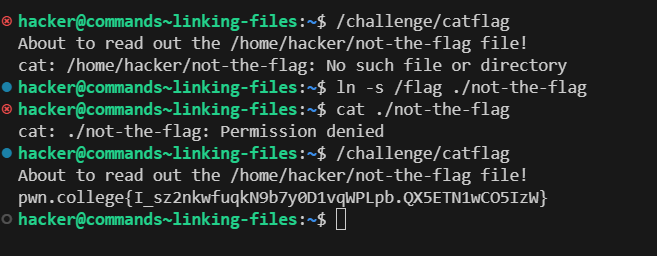 hacker@commands~linking-files:~$ /challenge/catflag
About to read out the /home/hacker/not-the-flag file!
cat: /home/hacker/not-the-flag: No such file or directory
hacker@commands~linking-files:~$ ln -s /flag ./not-the-flag
hacker@commands~linking-files:~$ cat ./not-the-flag
cat: ./not-the-flag: Permission denied
hacker@commands~linking-files:~$ /challenge/catflag
About to read out the /home/hacker/not-the-flag file!
pwn.college{I_sz2nkwfuqkN9b7y0D1vqWPLpb.QX5ETN1wCO5IzW}
hacker@commands~linking-files:~$